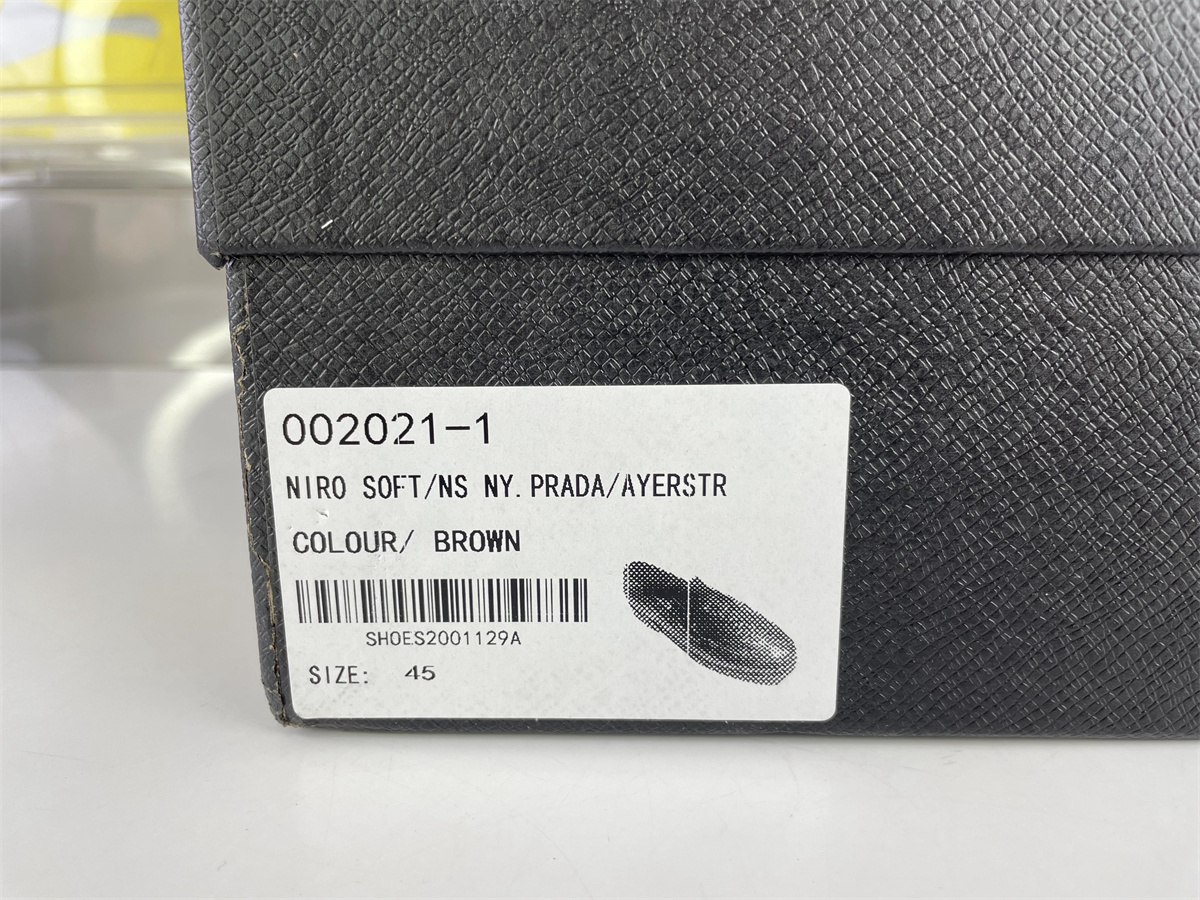 002021-1
NIRO SOFT/NS NY.PRADA/AYERSTR
COLOUR/ BROWN
SHOES2001129A
SIZE: 45